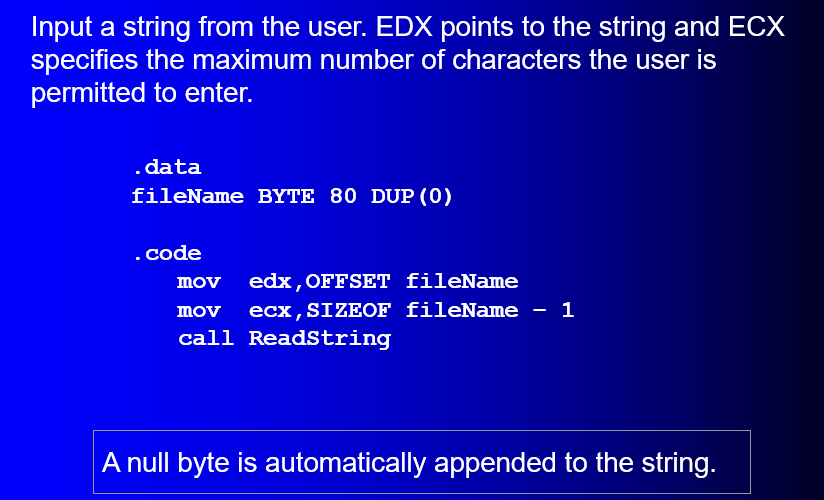 Input a string from the user. EDX points to the string and ECX
specifies the maximum number of characters the user is
permitted to enter.
.data
fileName BYTE 80 DUP(0)
.code
mov edx,OFFSET fileName
mov ecx,SIZEOF fileName – 1
call ReadString
A null byte is automatically appended to the string.